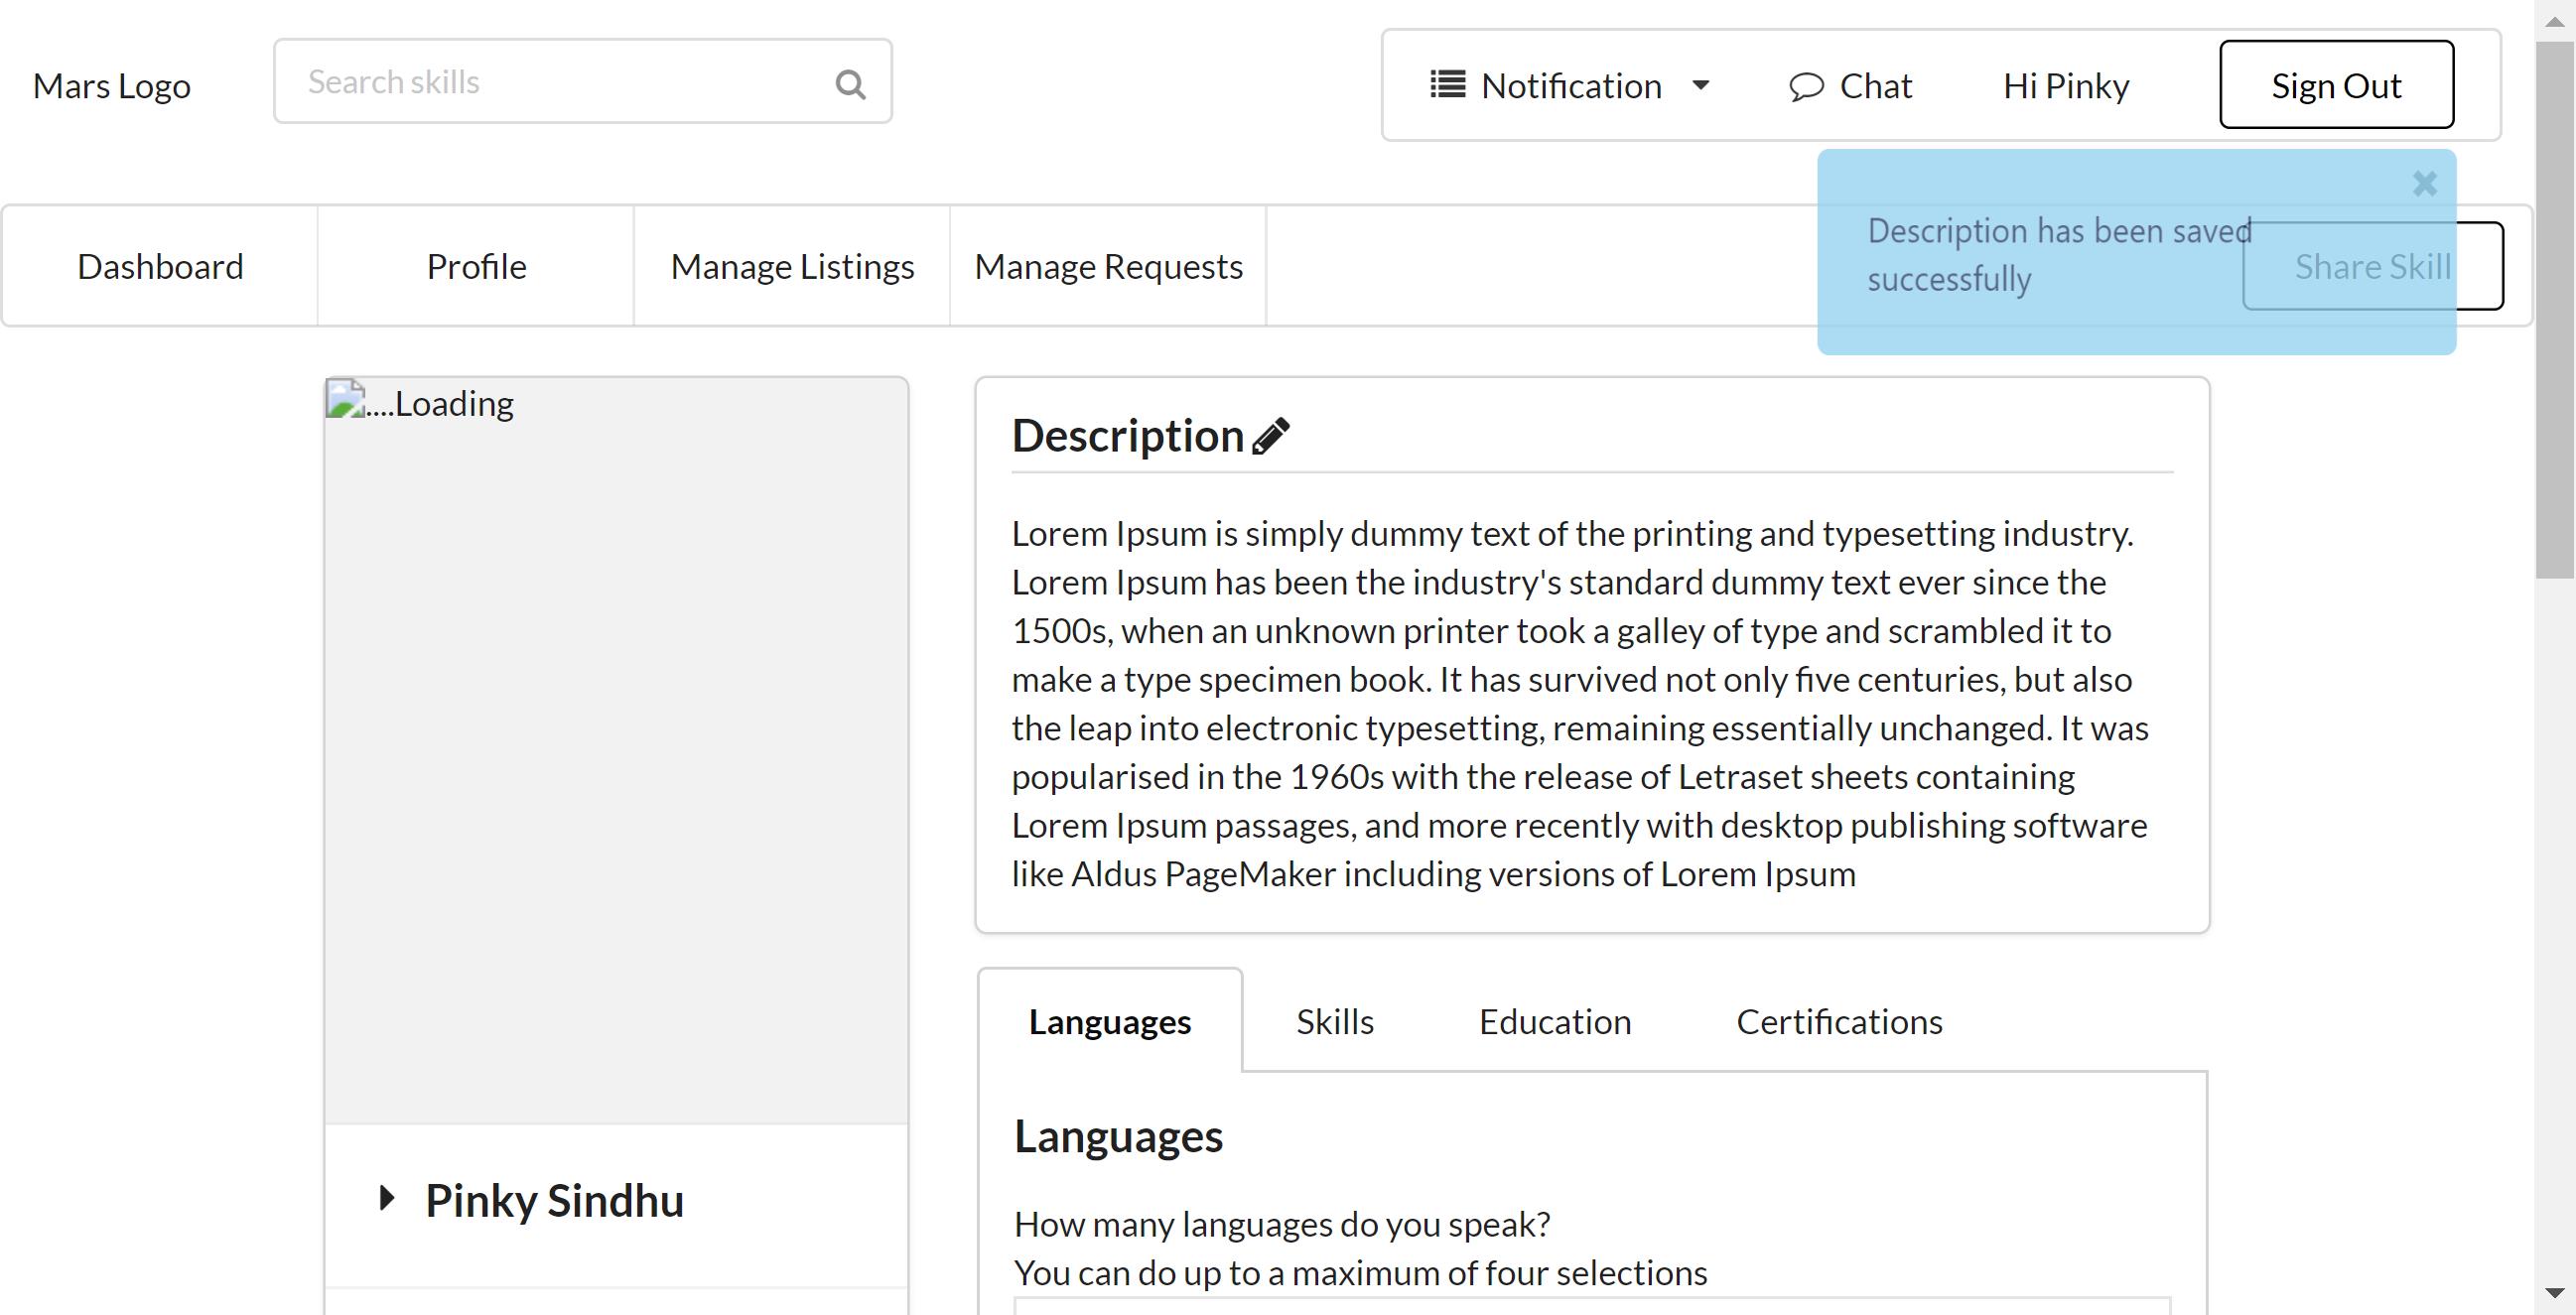 Mars Logo
Search skills
Notification
Chat
Hi Pinky
Sign Out
Dashboard
Profile
Manage Listings
Manage Requests
Share Skill
Description has been saved
successfully
....Loading
Pinky Sindhu
Description
Lorem Ipsum is simply dummy text of the printing and typesetting industry.
Lorem Ipsum has been the industry's standard dummy text ever since the
1500s, when an unknown printer took a galley of type and scrambled it to
make a type specimen book. It has survived not only five centuries, but also
the leap into electronic typesetting, remaining essentially unchanged. It was
popularised in the 1960s with the release of Letraset sheets containing
Lorem Ipsum passages, and more recently with desktop publishing software
like Aldus PageMaker including versions of Lorem Ipsum
Languages
Skills
Education
Certifications
Languages
How many languages do you speak?
You can do up to a maximum of four selections